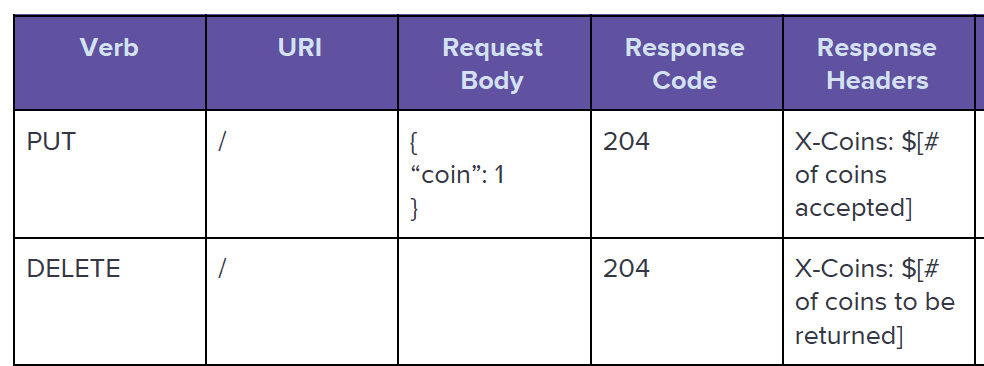 Verb
URI
Request
Body
Response
Code
Response
Headers
PUT
/
{
“coin”: 1
}
204
X-Coins: $[#
of coins
accepted]
DELETE
/
204
X-Coins: $[#
of coins to be
returned]